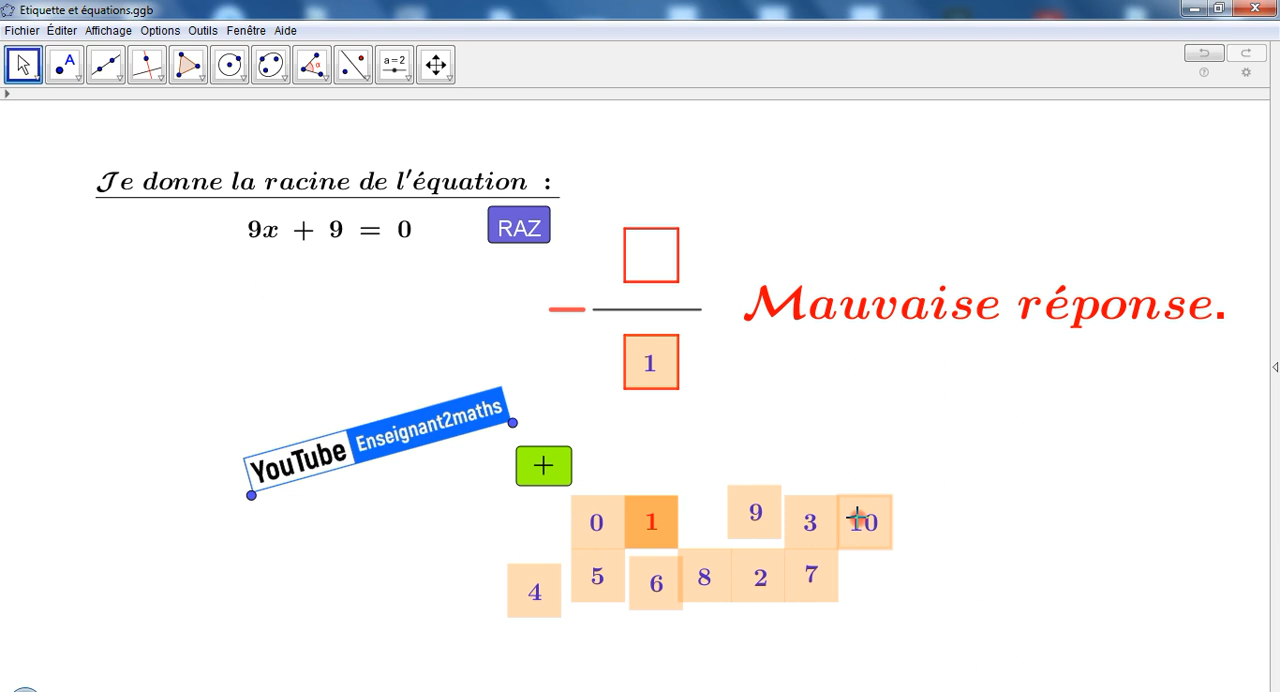 Etiquette et équations.ggb
Fichier Éditer Affichage Options Outils Fenêtre Aide
A
α
a=2
Je donne la racine de l'équation :
9x + 9 = 0
RAZ
Mauvaise réponse.
1
YouTube Enseignant2maths
+
0 1 9 3 10
4 5 6 8 2 7